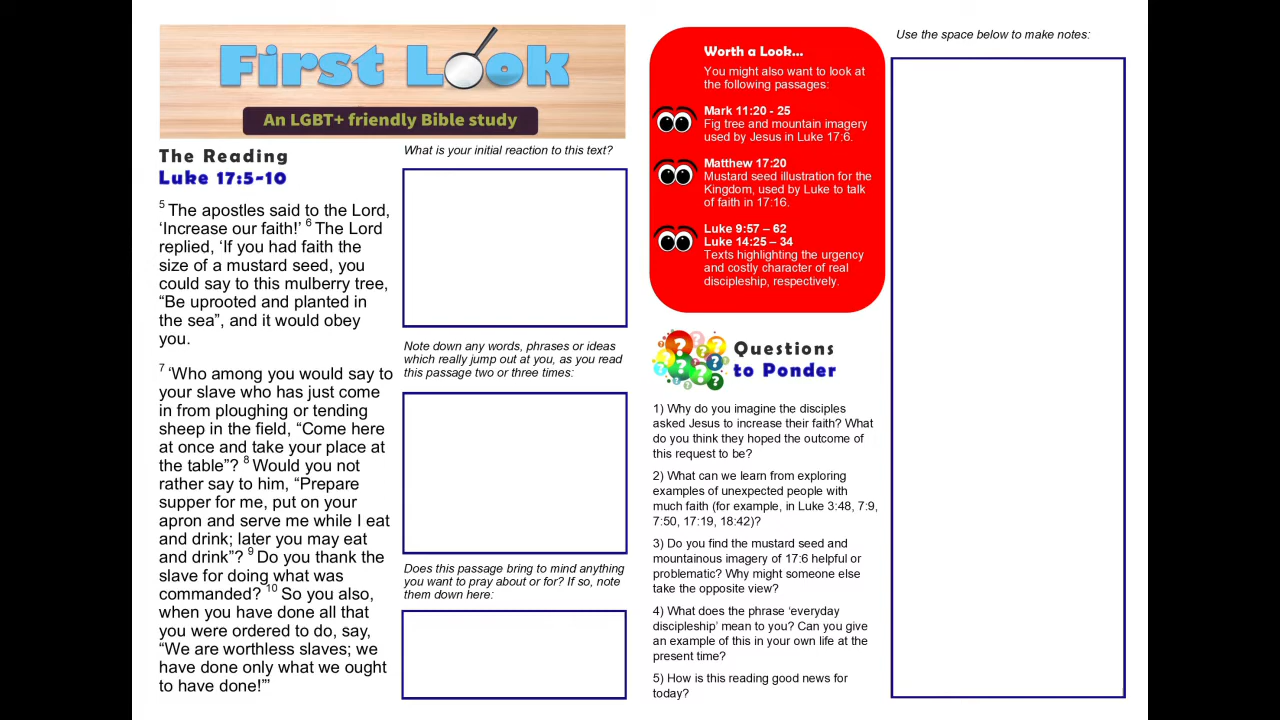 First Look
An LGBT+ friendly Bible study
The Reading
Luke 17:5-10
5 The apostles said to the Lord,
‘Increase our faith!’ 6 The Lord
replied, ‘If you had faith the
size of a mustard seed, you
could say to this mulberry tree,
“Be uprooted and planted in
the sea”, and it would obey
you.
7 ‘Who among you would say to
your slave who has just come
in from ploughing or tending
sheep in the field, “Come here
at once and take your place at
the table”? 8 Would you not
rather say to him, “Prepare
supper for me, put on your
apron and serve me while I eat
and drink; later you may eat
and drink”? 9 Do you thank the
slave for doing what was
commanded? 10 So you also,
when you have done all that
you were ordered to do, say,
“We are worthless slaves; we
have done only what we ought
to have done!”’
What is your initial reaction to this text?
Note down any words, phrases or ideas
which really jump out at you, as you read
this passage two or three times:
Does this passage bring to mind anything
you want to pray about or for? If so, note
them down here:
Worth a Look...
You might also want to look at
the following passages:
Mark 11:20 - 25
Fig tree and mountain imagery
used by Jesus in Luke 17:6.
Matthew 17:20
Mustard seed illustration for the
Kingdom, used by Luke to talk
of faith in 17:16.
Luke 9:57 – 62
Luke 14:25 – 34
Texts highlighting the urgency
and costly character of real
discipleship, respectively.
Questions
to Ponder
1) Why do you imagine the disciples
asked Jesus to increase their faith? What
do you think they hoped the outcome of
this request to be?
2) What can we learn from exploring
examples of unexpected people with
much faith (for example, in Luke 3:48, 7:9,
7:50, 17:19, 18:42)?
3) Do you find the mustard seed and
mountainous imagery of 17:6 helpful or
problematic? Why might someone else
take the opposite view?
4) What does the phrase ‘everyday
discipleship’ mean to you? Can you give
an example of this in your own life at the
present time?
5) How is this reading good news for
today?
Use the space below to make notes: